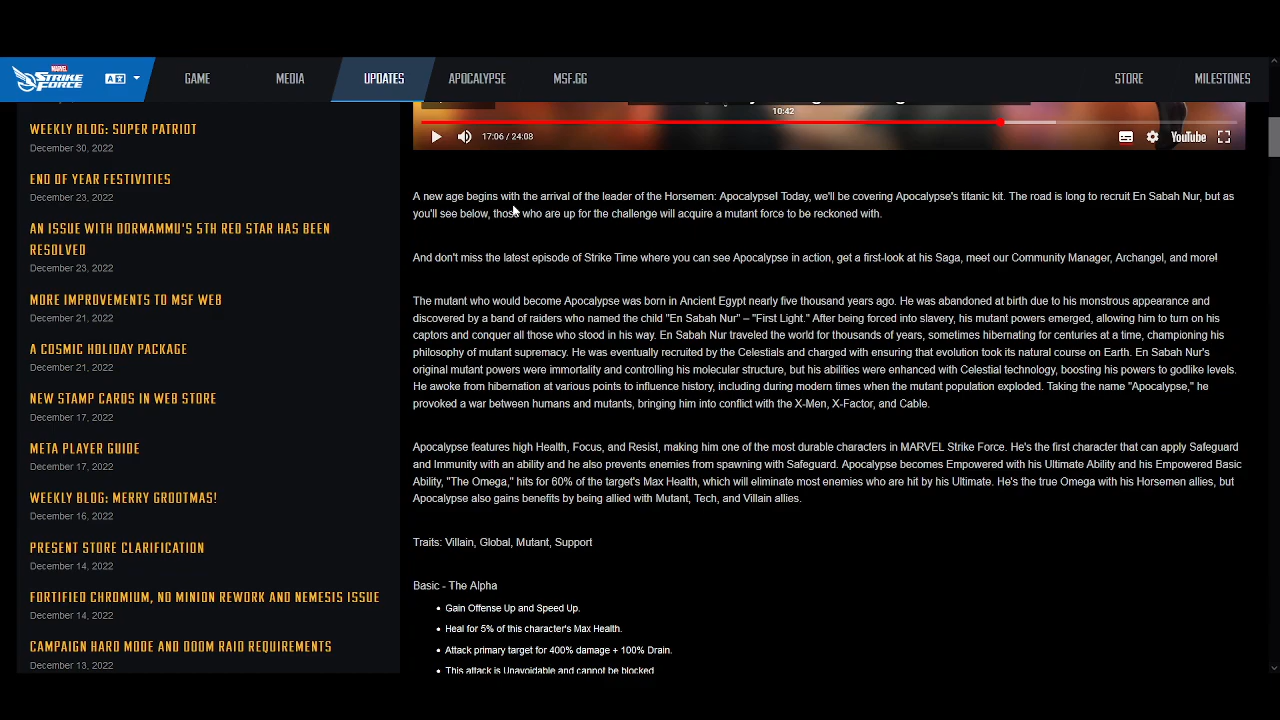 MARVEL
STRIKE FORCE
GAME
MEDIA
UPDATES
APOCALYPSE
MSF.GG
STORE
MILESTONES
WEEKLY BLOG: SUPER PATRIOT
December 30, 2022
END OF YEAR FESTIVITIES
December 23, 2022
AN ISSUE WITH DORMAMMU'S 5TH RED STAR HAS BEEN
RESOLVED
December 23, 2022
MORE IMPROVEMENTS TO MSF WEB
December 21, 2022
A COSMIC HOLIDAY PACKAGE
December 21, 2022
NEW STAMP CARDS IN WEB STORE
December 17, 2022
META PLAYER GUIDE
December 17, 2022
WEEKLY BLOG: MERRY GROOTMAS!
December 16, 2022
PRESENT STORE CLARIFICATION
December 14, 2022
FORTIFIED CHROMIUM, NO MINION REWORK AND NEMESIS ISSUE
December 14, 2022
CAMPAIGN HARD MODE AND DOOM RAID REQUIREMENTS
December 13, 2022
10:42
17:06 / 24:08
YouTube
A new age begins with the arrival of the leader of the Horsemen: Apocalypse! Today, we'll be covering Apocalypse's titanic kit. The road is long to recruit En Sabah Nur, but as
you'll see below, those who are up for the challenge will acquire a mutant force to be reckoned with.
And don't miss the latest episode of Strike Time where you can see Apocalypse in action, get a first-look at his Saga, meet our Community Manager, Archangel, and more!
The mutant who would become Apocalypse was born in Ancient Egypt nearly five thousand years ago. He was abandoned at birth due to his monstrous appearance and
discovered by a band of raiders who named the child "En Sabah Nur" – "First Light." After being forced into slavery, his mutant powers emerged, allowing him to turn on his
captors and conquer all those who stood in his way. En Sabah Nur traveled the world for thousands of years, sometimes hibernating for centuries at a time, championing his
philosophy of mutant supremacy. He was eventually recruited by the Celestials and charged with ensuring that evolution took its natural course on Earth. En Sabah Nur's
original mutant powers were immortality and controlling his molecular structure, but his abilities were enhanced with Celestial technology, boosting his powers to godlike levels.
He awoke from hibernation at various points to influence history, including during modern times when the mutant population exploded. Taking the name "Apocalypse," he
provoked a war between humans and mutants, bringing him into conflict with the X-Men, X-Factor, and Cable.
Apocalypse features high Health, Focus, and Resist, making him one of the most durable characters in MARVEL Strike Force. He's the first character that can apply Safeguard
and Immunity with an ability and he also prevents enemies from spawning with Safeguard. Apocalypse becomes Empowered with his Ultimate Ability and his Empowered Basic
Ability, "The Omega," hits for 60% of the target's Max Health, which will eliminate most enemies who are hit by his Ultimate. He's the true Omega with his Horsemen allies, but
Apocalypse also gains benefits by being allied with Mutant, Tech, and Villain allies.
Traits: Villain, Global, Mutant, Support
Basic - The Alpha
• Gain Offense Up and Speed Up.
• Heal for 5% of this character's Max Health.
• Attack primary target for 400% damage + 100% Drain.
• This attack is Unavoidable and cannot be blocked